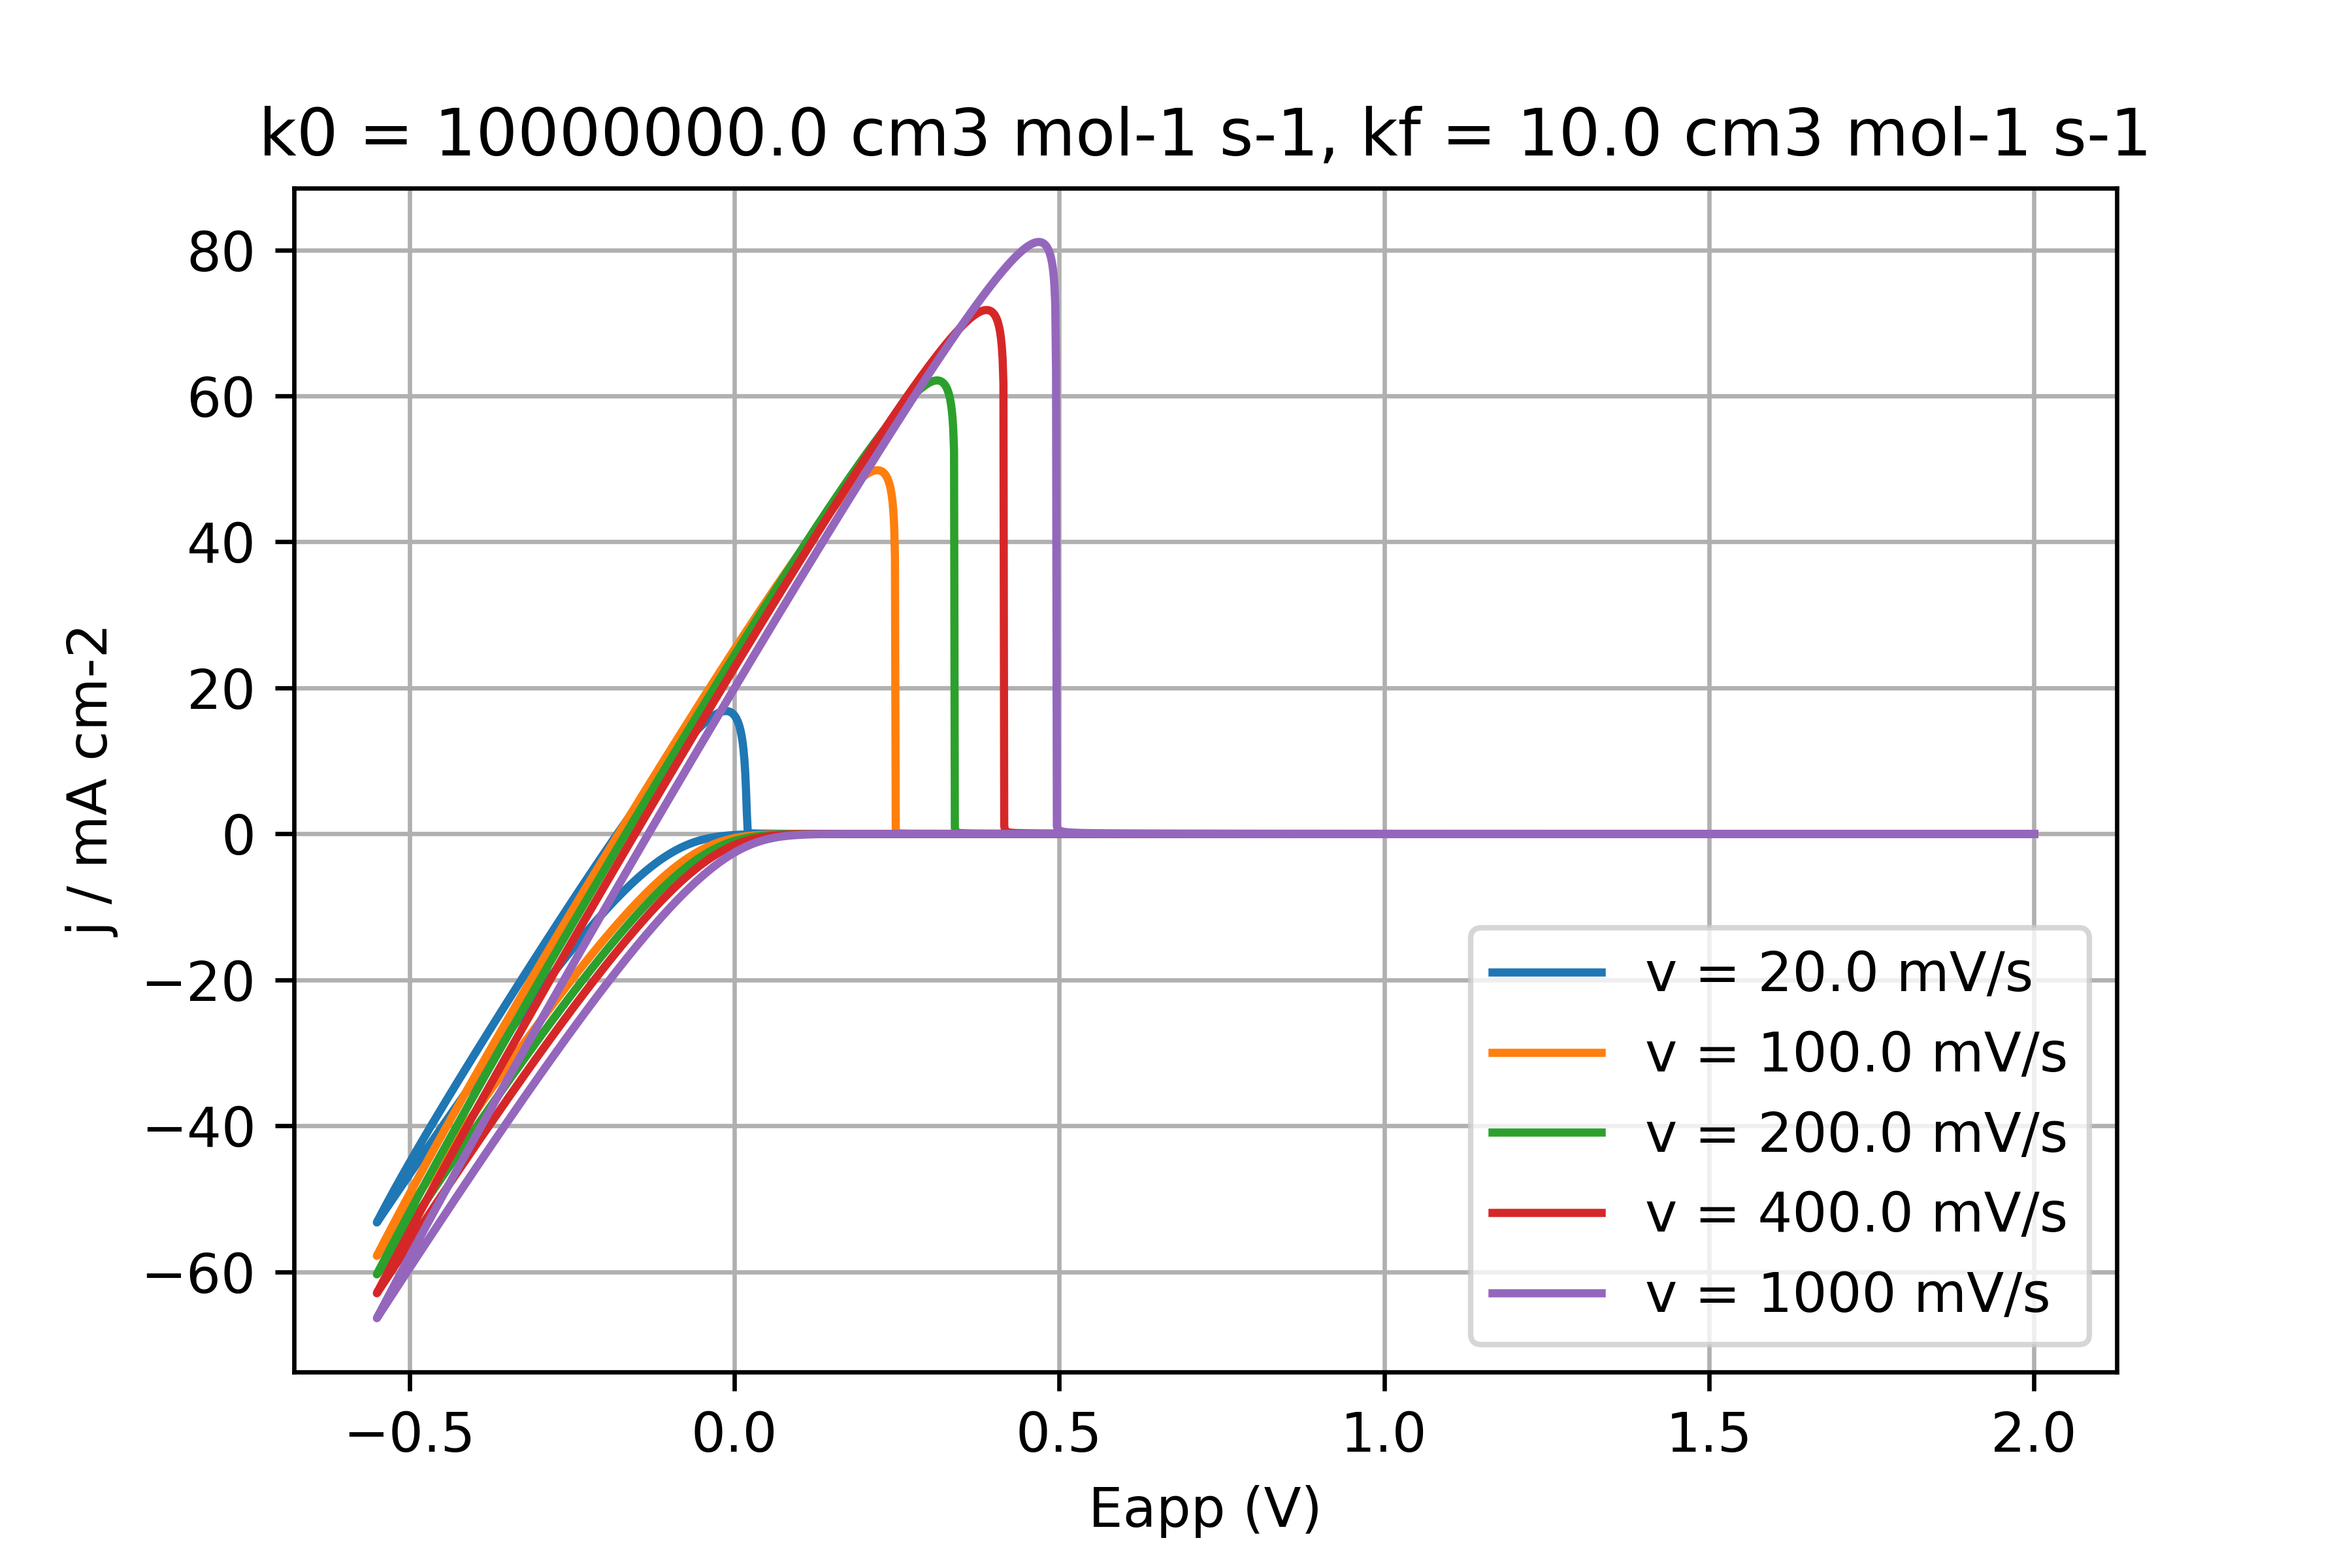 k0 = 10000000.0 cm3 mol-1 s-1, kf = 10.0 cm3 mol-1 s-1
80
60
40
20
0
−20
−40
−60
j / mA cm-2
v = 20.0 mV/s
v = 100.0 mV/s
v = 200.0 mV/s
v = 400.0 mV/s
v = 1000 mV/s
−0.5 0.0 0.5 1.0 1.5 2.0
Eapp (V)